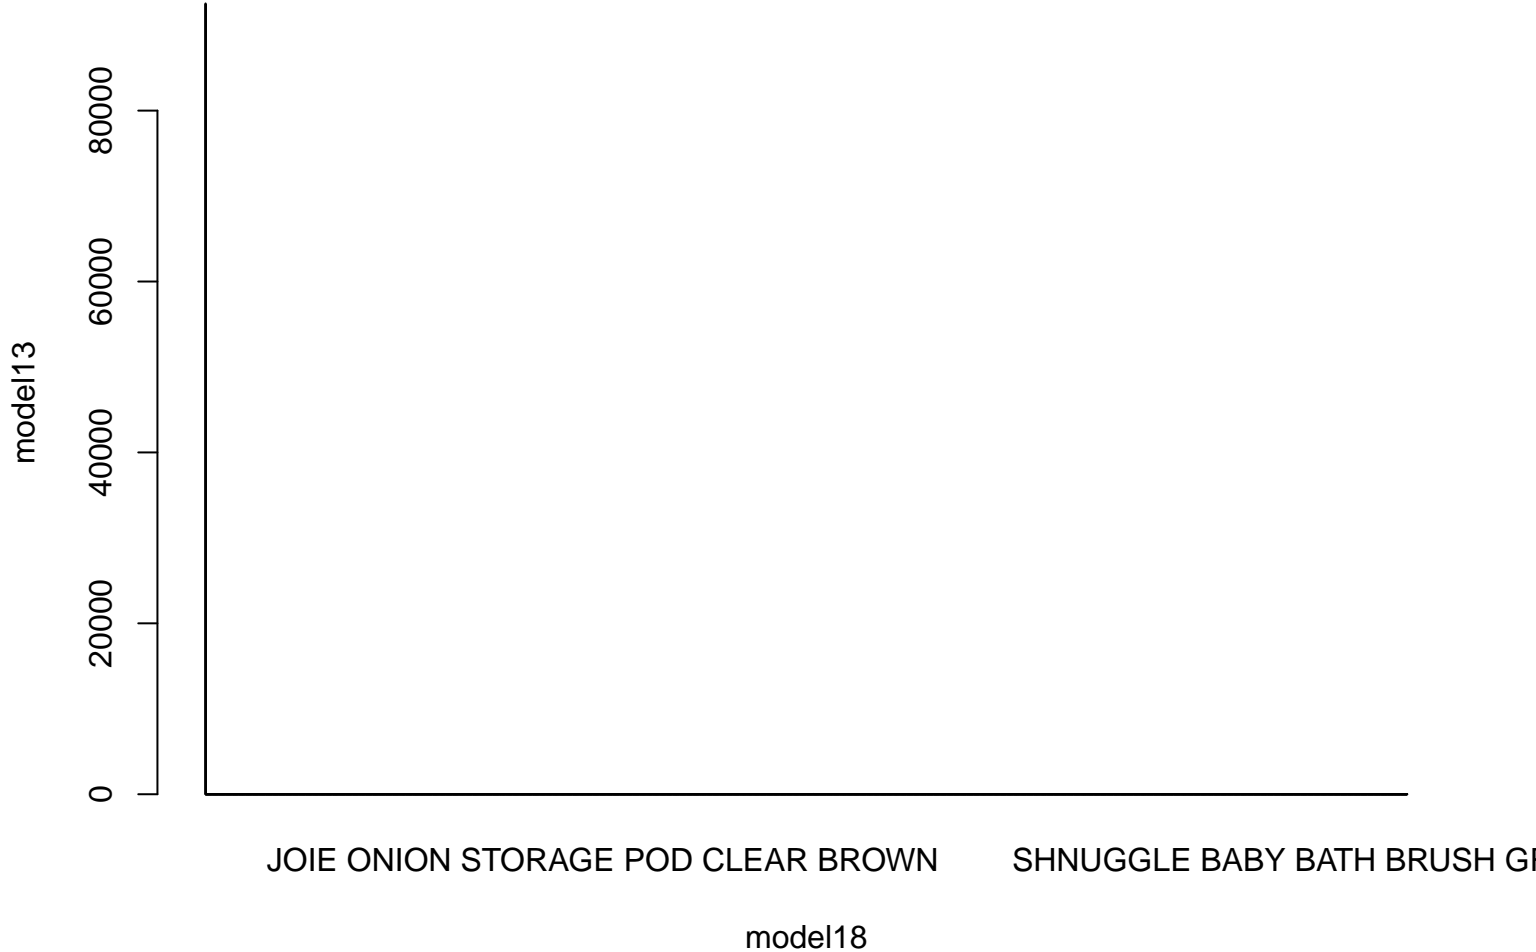 80000
60000
40000
20000
0
model13
JOIE ONION STORAGE POD CLEAR BROWN
SHNUGGLE BABY BATH BRUSH
model18